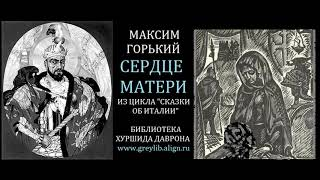 МАКСИМ
ГОРЬКИЙ
СЕРДЦЕ
МАТЕРИ
ИЗ ЦИКЛА "СКАЗКИ
ОБ ИТАЛИИ"
БИБЛИОТЕКА
ХУРШИДА ДАВРОНА
www.greylib.align.ru